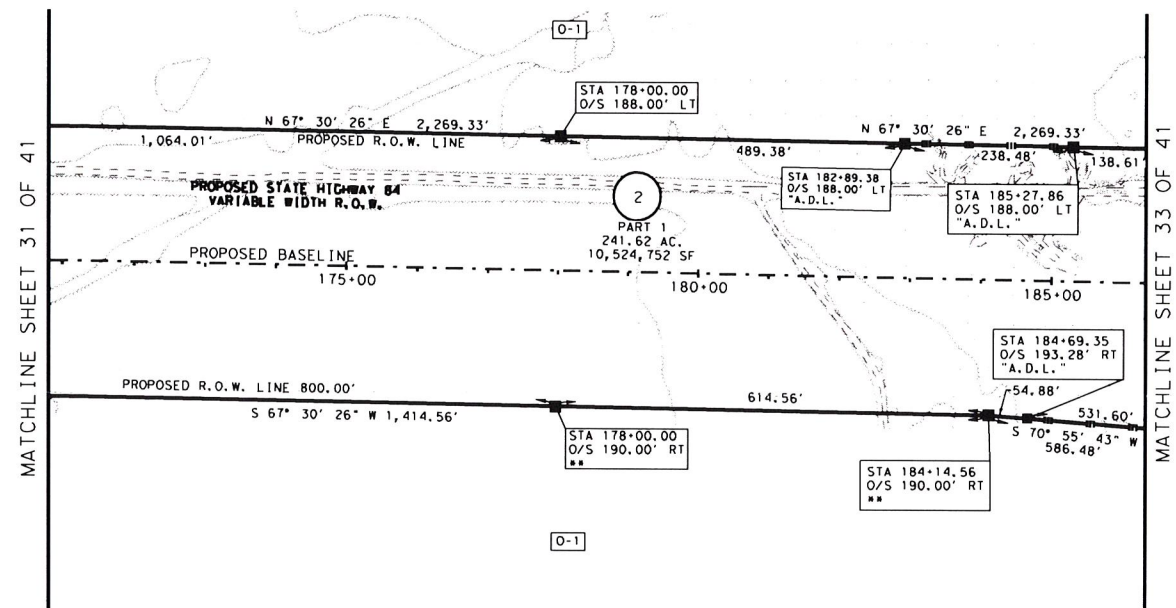 O-1
MATCHLINE SHEET 31 OF 41
MATCHLINE SHEET 33 OF 41
STA 178+00.00
O/S 188.00' LT
N 67° 30' 26" E 2,269.33'
1,064.01'
PROPOSED R.O.W. LINE
489.38'
N 67° 30' 26" E 2,269.33'
238.48'
138.61'
STA 182+89.38
O/S 188.00' LT
"A.D.L."
STA 185+27.86
O/S 188.00' LT
"A.D.L."
PROPOSED STATE HIGHWAY 84
VARIABLE WIDTH R.O.W.
2
PART 1
241.62 AC.
10,524,752 SF
PROPOSED BASELINE
175+00
180+00
185+00
STA 184+69.35
O/S 193.28' RT
"A.D.L."
PROPOSED R.O.W. LINE 800.00'
S 67° 30' 26" W 1,414.56'
614.56'
54.88'
531.60'
S 70° 55' 43" W
586.48'
STA 178+00.00
O/S 190.00' RT
**
STA 184+14.56
O/S 190.00' RT
**
O-1